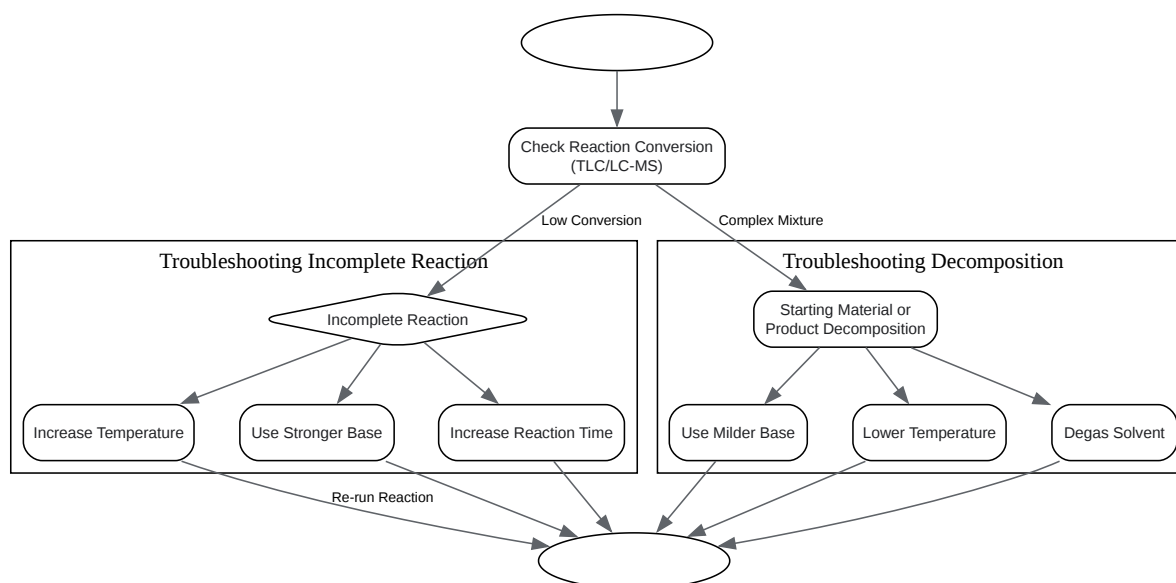 Check Reaction Conversion
(TLC/LC-MS)
Low Conversion
Complex Mixture
Troubleshooting Incomplete Reaction
Troubleshooting Decomposition
Incomplete Reaction
Starting Material or
Product Decomposition
Increase Temperature
Use Stronger Base
Increase Reaction Time
Use Milder Base
Lower Temperature
Degas Solvent
Re-run Reaction